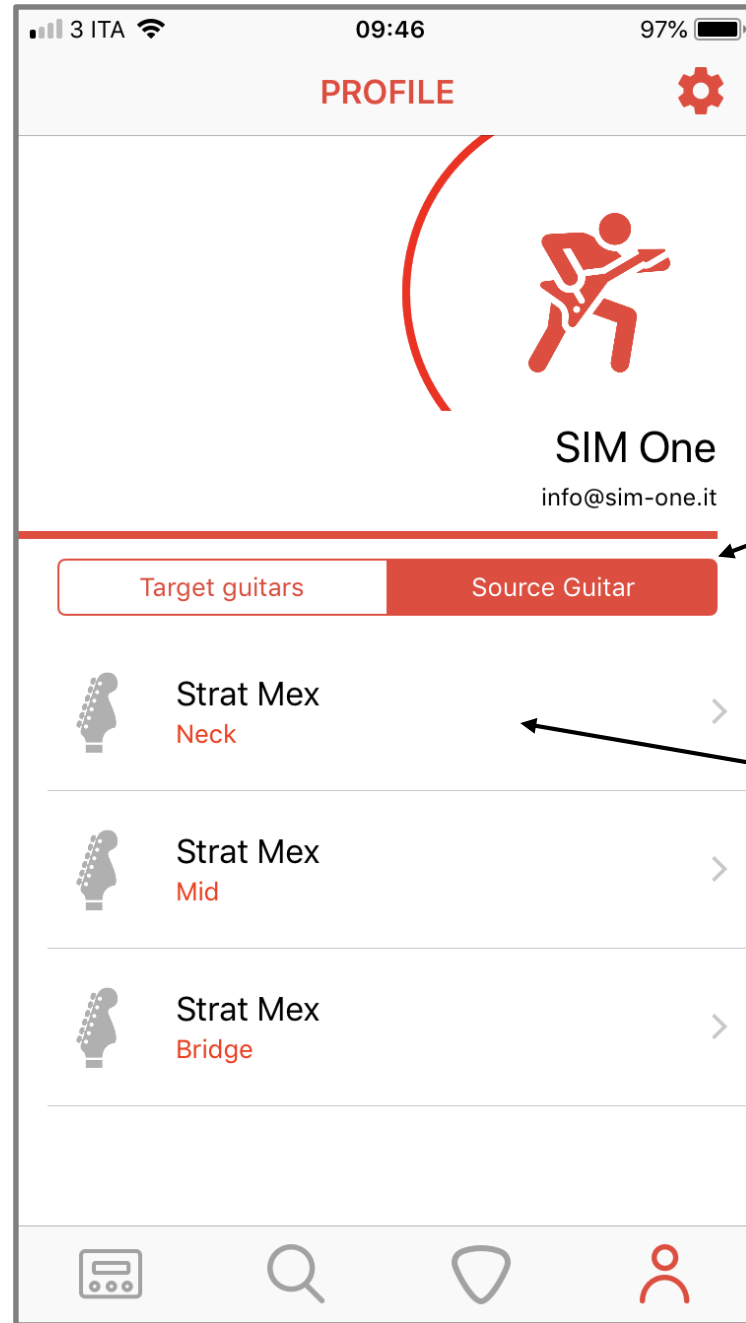 3 ITA 09:46 97%
PROFILE
SIM One
info@sim-one.it
Target guitars Source Guitar
Strat Mex
Neck
Strat Mex
Mid
Strat Mex
Bridge